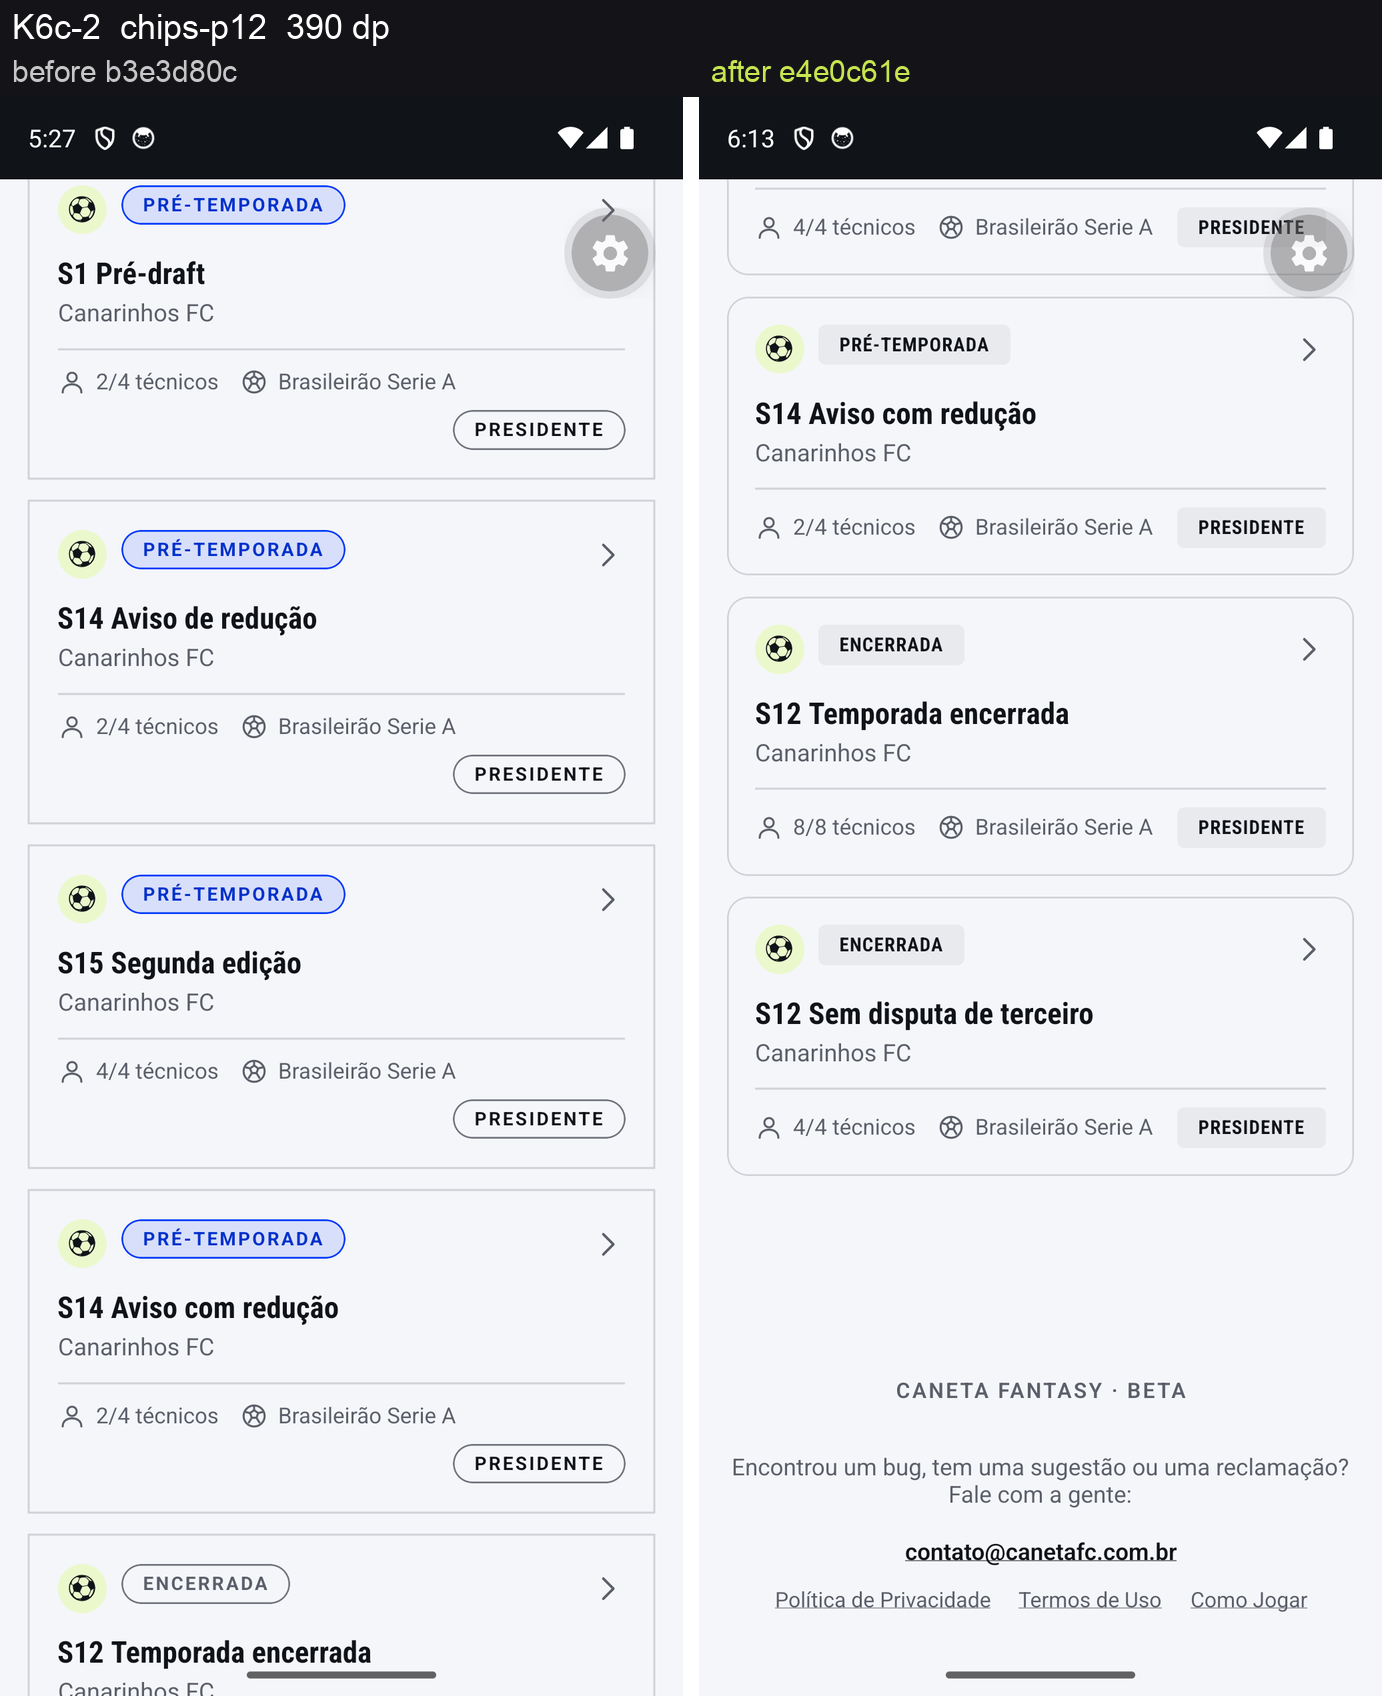 K6c-2 chips-p12 390 dp
before b3e3d80c
after e4e0c61e
5:27
PRÉ-TEMPORADA
S1 Pré-draft
Canarinhos FC
2/4 técnicos Brasileirão Serie A
PRESIDENTE
PRÉ-TEMPORADA
S14 Aviso de redução
Canarinhos FC
2/4 técnicos Brasileirão Serie A
PRESIDENTE
PRÉ-TEMPORADA
S15 Segunda edição
Canarinhos FC
4/4 técnicos Brasileirão Serie A
PRESIDENTE
PRÉ-TEMPORADA
S14 Aviso com redução
Canarinhos FC
2/4 técnicos Brasileirão Serie A
PRESIDENTE
ENCERRADA
S12 Temporada encerrada
Canarinhos FC
6:13
4/4 técnicos Brasileirão Serie A PRESIDENTE
PRÉ-TEMPORADA
S14 Aviso com redução
Canarinhos FC
2/4 técnicos Brasileirão Serie A PRESIDENTE
ENCERRADA
S12 Temporada encerrada
Canarinhos FC
8/8 técnicos Brasileirão Serie A PRESIDENTE
ENCERRADA
S12 Sem disputa de terceiro
Canarinhos FC
4/4 técnicos Brasileirão Serie A PRESIDENTE
CANETA FANTASY · BETA
Encontrou um bug, tem uma sugestão ou uma reclamação?
Fale com a gente:
contato@canetafc.com.br
Política de Privacidade Termos de Uso Como Jogar